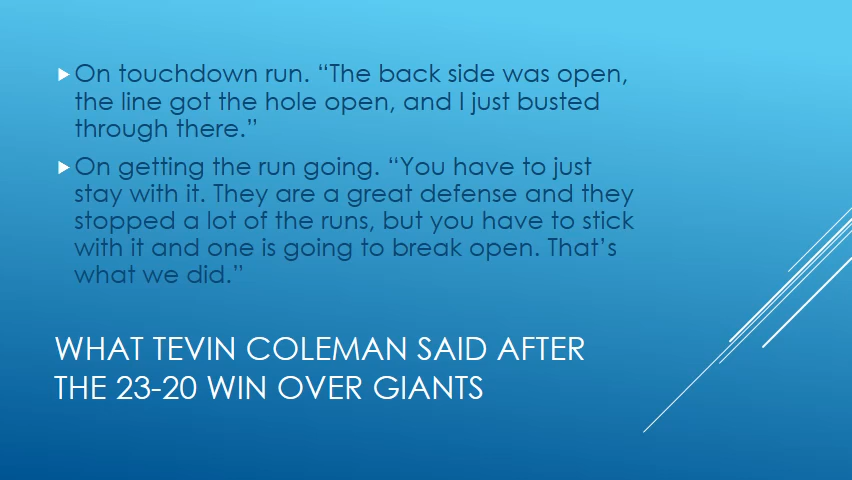 On touchdown run. “The back side was open,
the line got the hole open, and I just busted
through there.”
On getting the run going. “You have to just
stay with it. They are a great defense and they
stopped a lot of the runs, but you have to stick
with it and one is going to break open. That’s
what we did.”
WHAT TEVIN COLEMAN SAID AFTER
THE 23-20 WIN OVER GIANTS